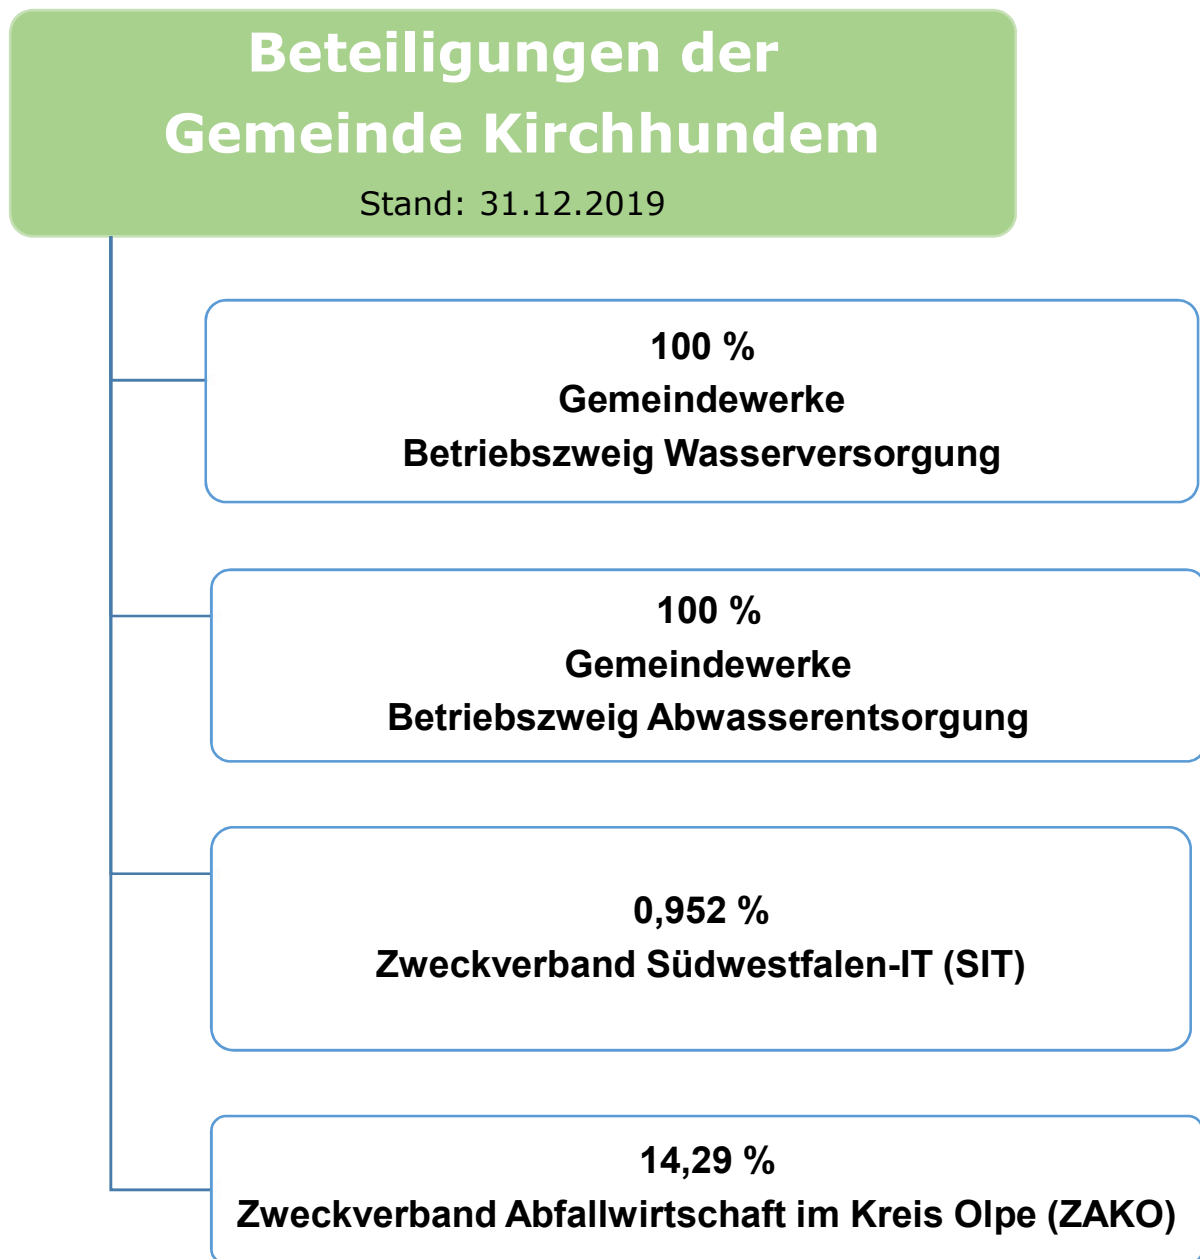 Beteiligungen der
Gemeinde Kirchhundem
Stand: 31.12.2019
100 %
Gemeindewerke
Betriebszweig Wasserversorgung
100 %
Gemeindewerke
Betriebszweig Abwasserentsorgung
0,952 %
Zweckverband Südwestfalen-IT (SIT)
14,29 %
Zweckverband Abfallwirtschaft im Kreis Olpe (ZAKO)